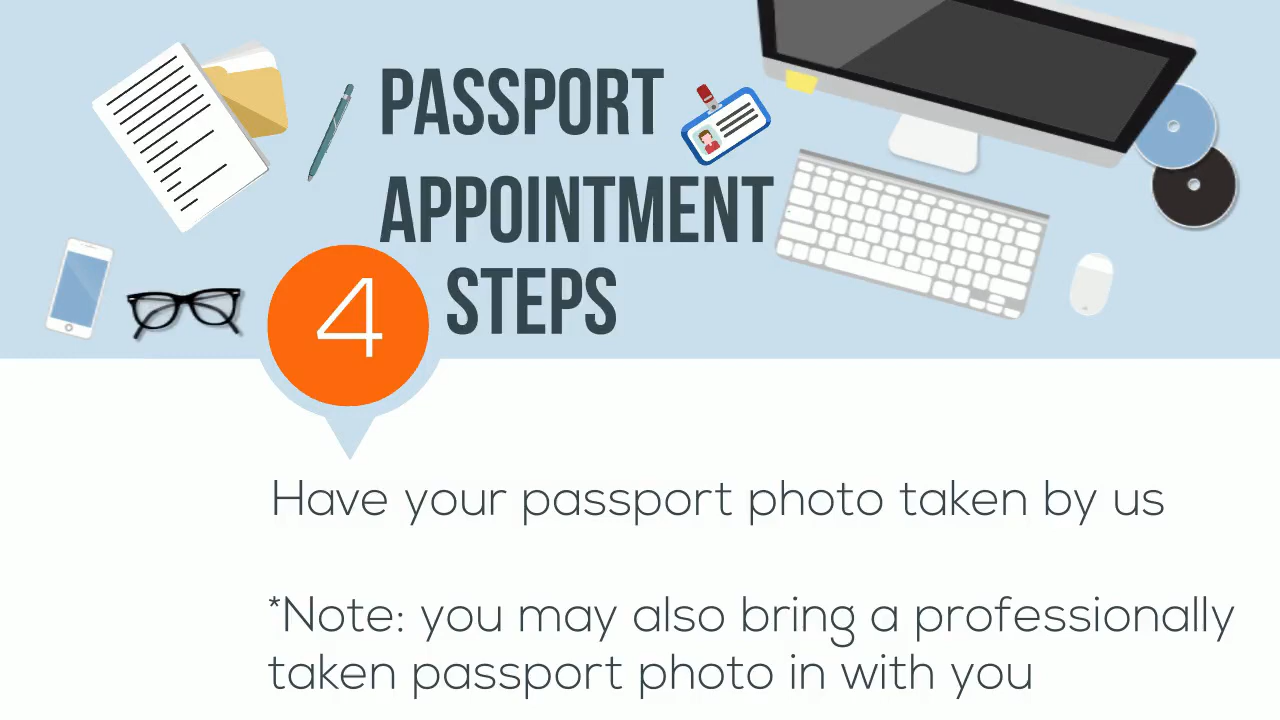 PASSPORT
APPOINTMENT
STEPS
4
Have your passport photo taken by us
*Note: you may also bring a professionally
taken passport photo in with you